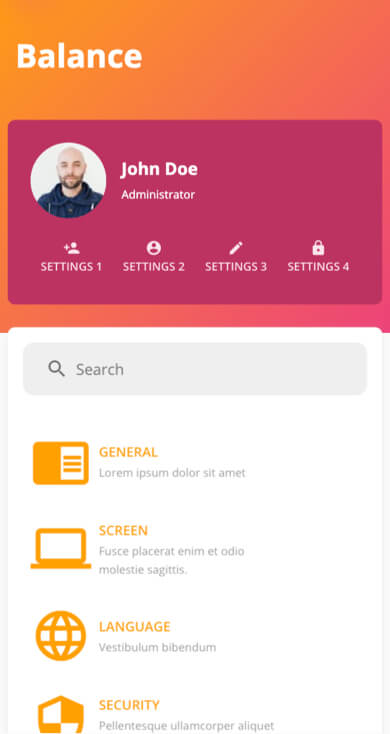 Balance
John Doe
Administrator
SETTINGS 1
SETTINGS 2
SETTINGS 3
SETTINGS 4
Search
GENERAL
Lorem ipsum dolor sit amet
SCREEN
Fusce placerat enim et odio
molestie sagittis.
LANGUAGE
Vestibulum bibendum
SECURITY
Pellentesque ullamcorper aliquet